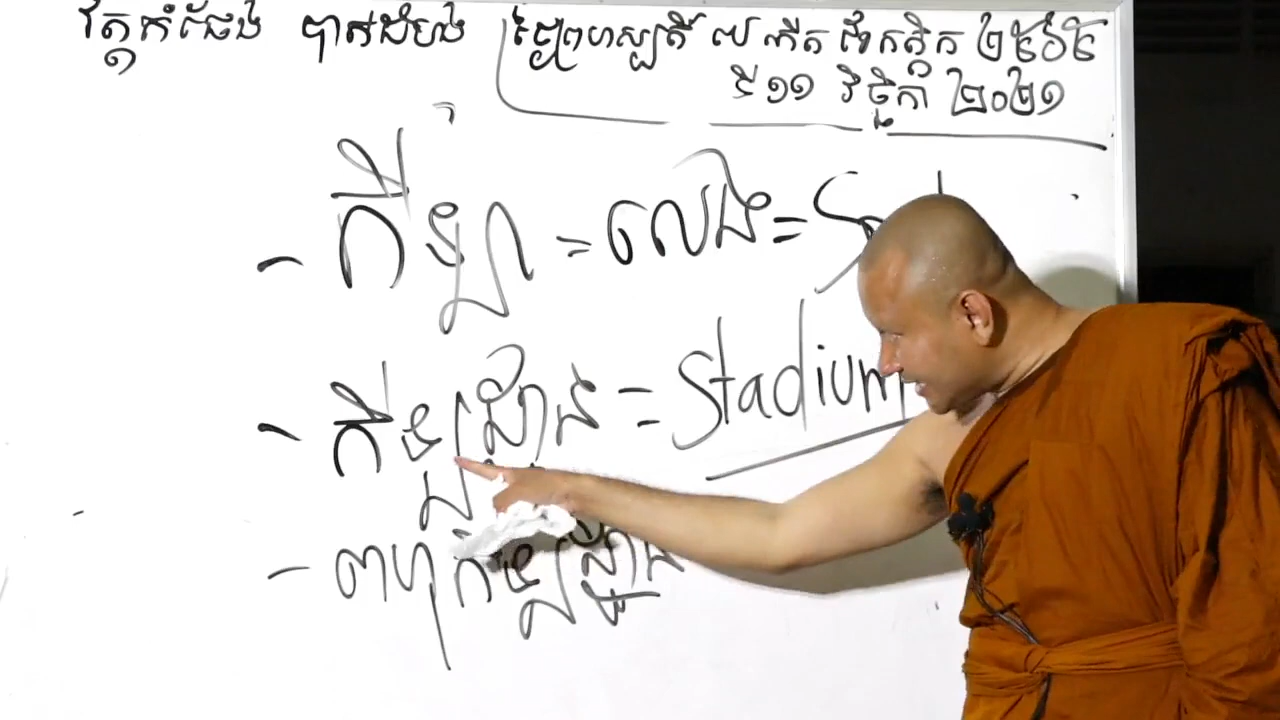 វត្តកំផែង បាត់ដំបង ថ្ងៃព្រហស្បតិ៍ ៧ កើត ខែកត្តិក ២៥៦៥
ទី ១១ វិច្ឆិកា ២០២១
- កីឡា = លេង =
- កីឡដ្ឋាន = Stadium
- ពហុកីឡដ្ឋាន